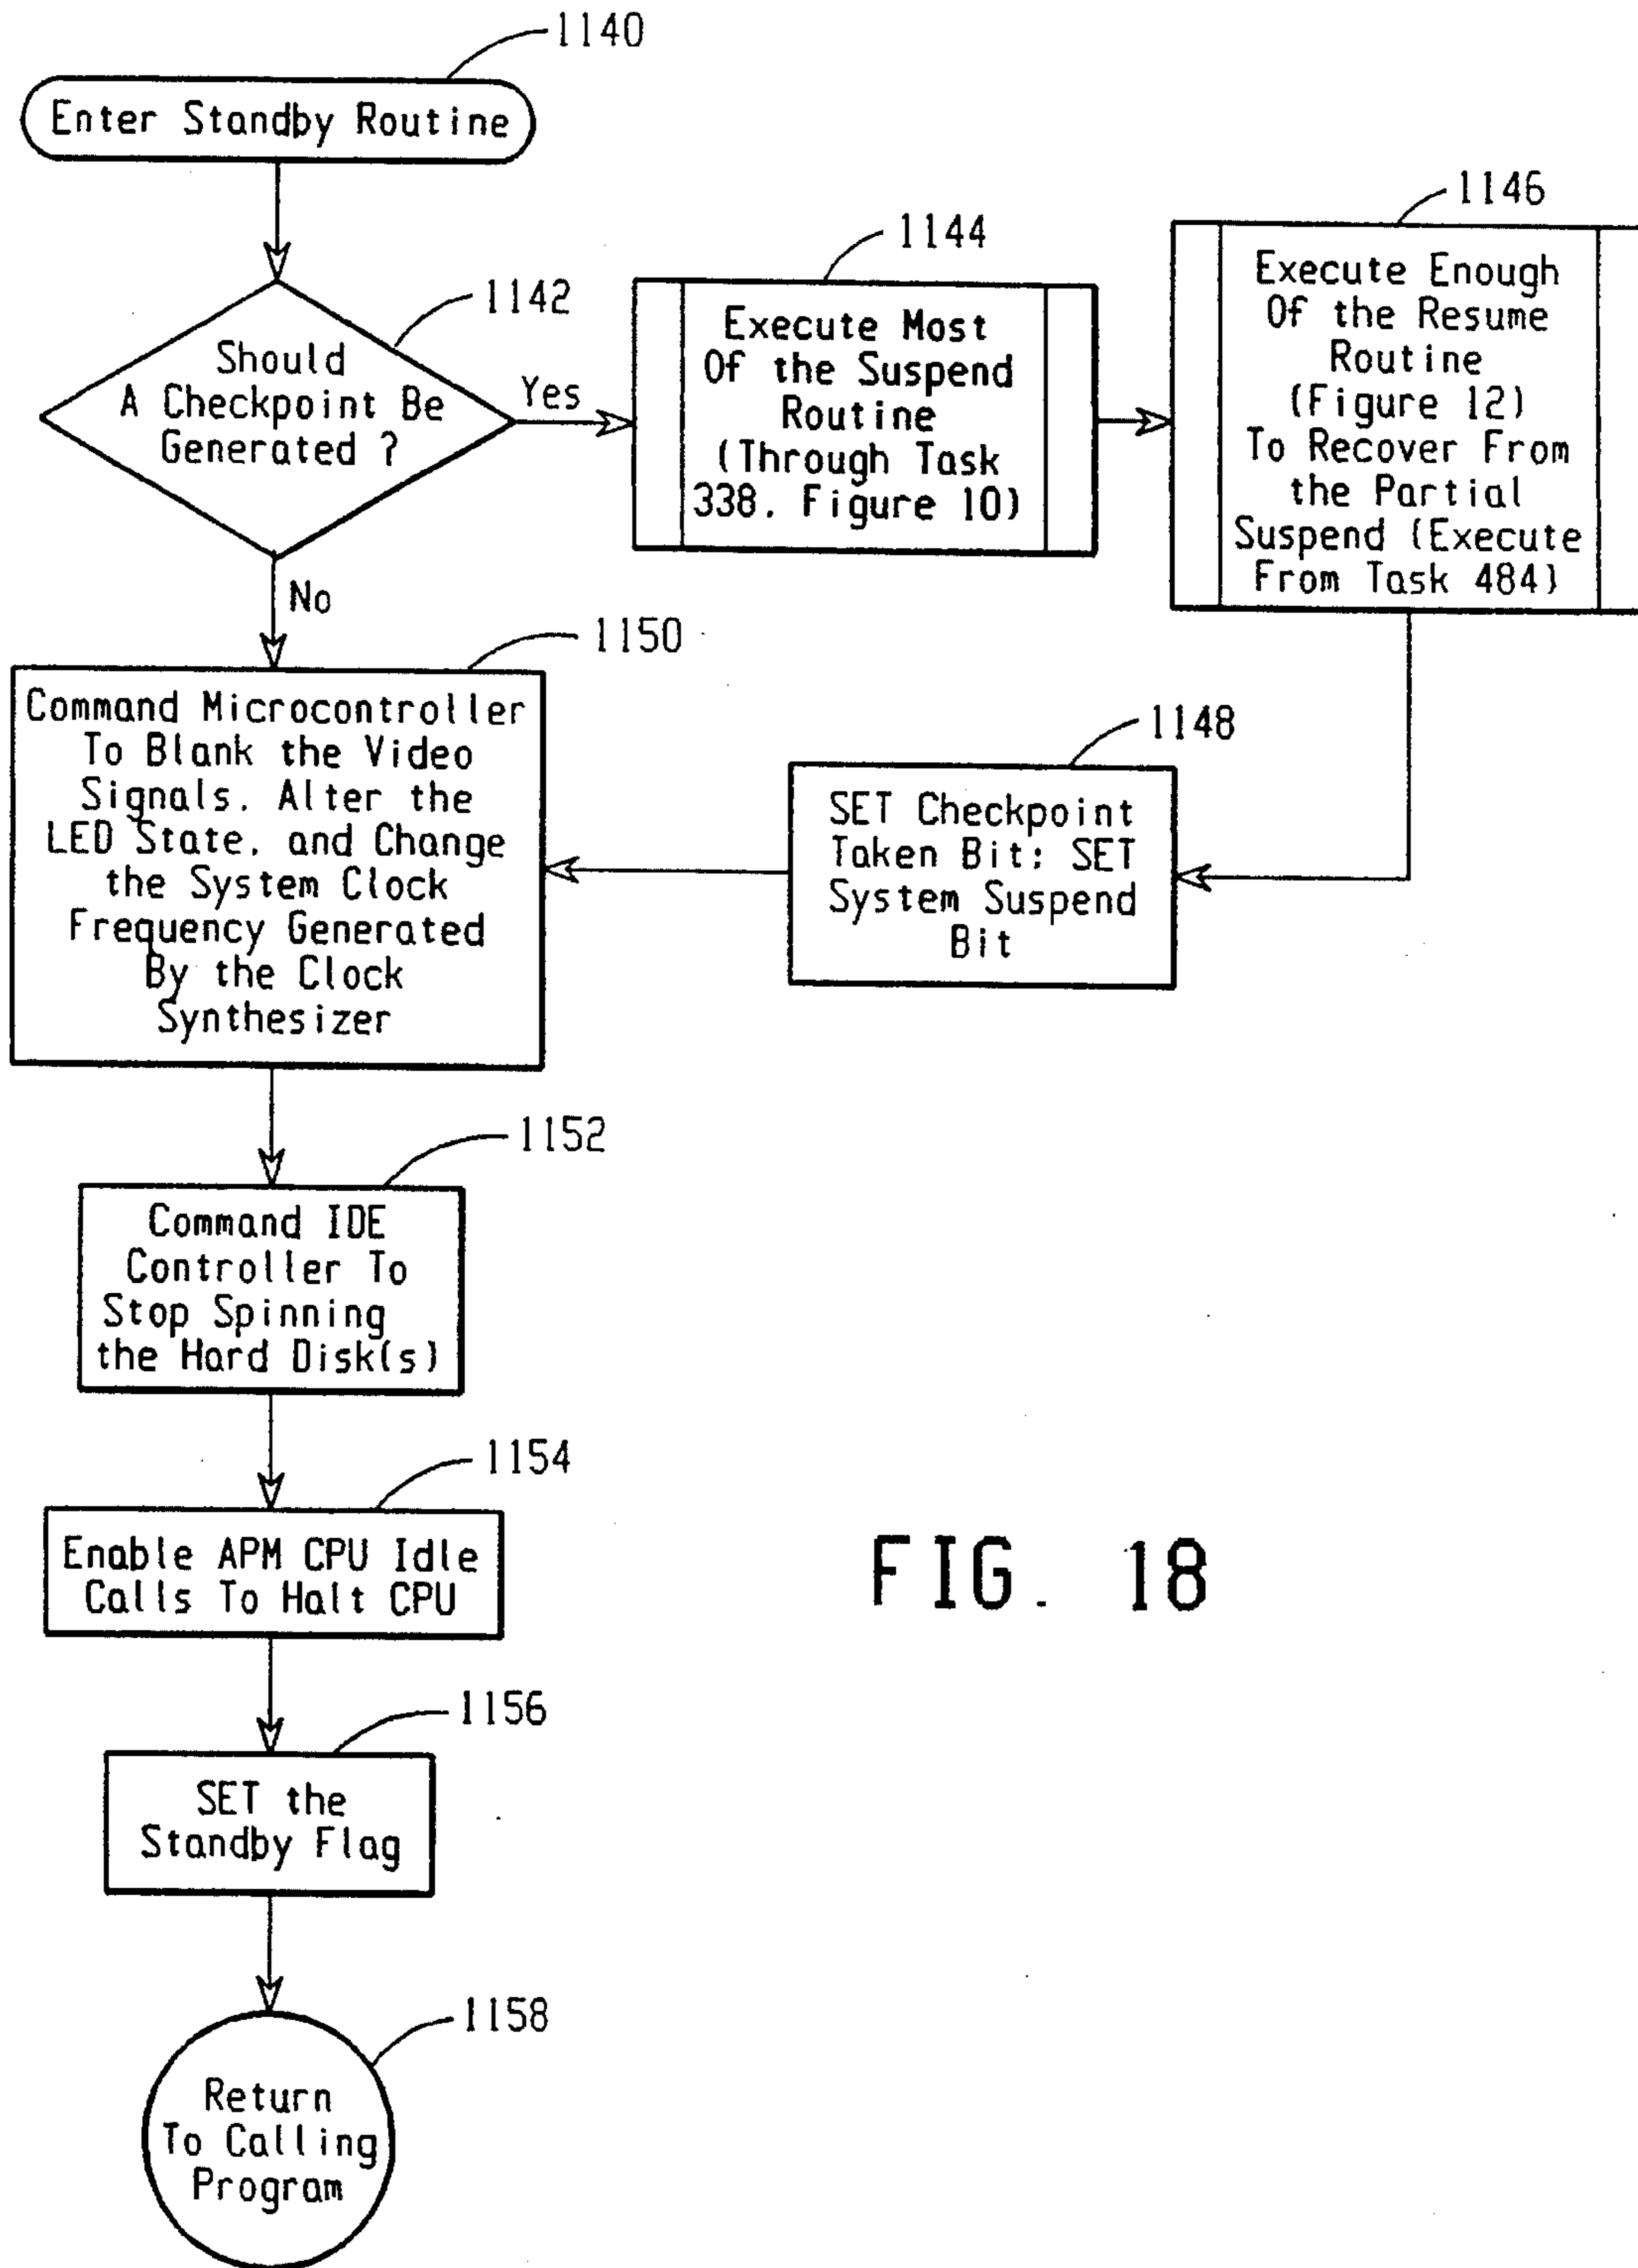 1140
Enter Standby Routine
1142
Should
A Checkpoint Be
Generated ?
Yes
No
1144
Execute Most
Of the Suspend
Routine
(Through Task
338, Figure 10)
1146
Execute Enough
Of the Resume
Routine
(Figure 12)
To Recover From
the Partial
Suspend (Execute
From Task 484)
1148
SET Checkpoint
Taken Bit; SET
System Suspend
Bit
1150
Command Microcontroller
To Blank the Video
Signals, Alter the
LED State, and Change
the System Clock
Frequency Generated
By the Clock
Synthesizer
1152
Command IDE
Controller To
Stop Spinning
the Hard Disk(s)
1154
Enable APM CPU Idle
Calls To Halt CPU
1156
SET the
Standby Flag
1158
Return
To Calling
Program
FIG. 18